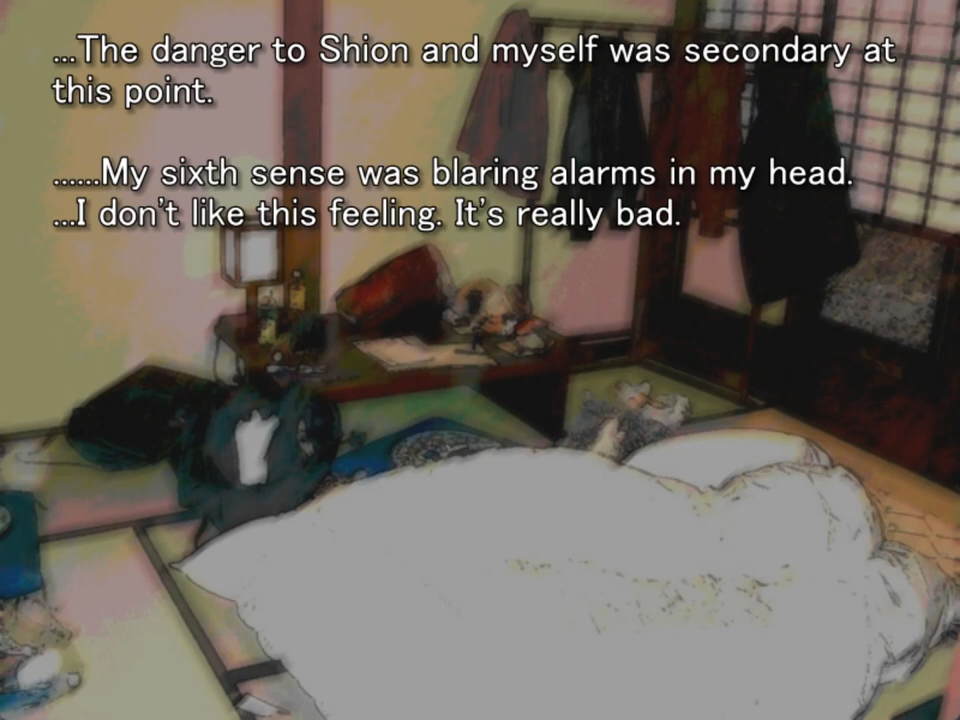 ...The danger to Shion and myself was secondary at
this point.
......My sixth sense was blaring alarms in my head.
...I don't like this feeling. It's really bad.